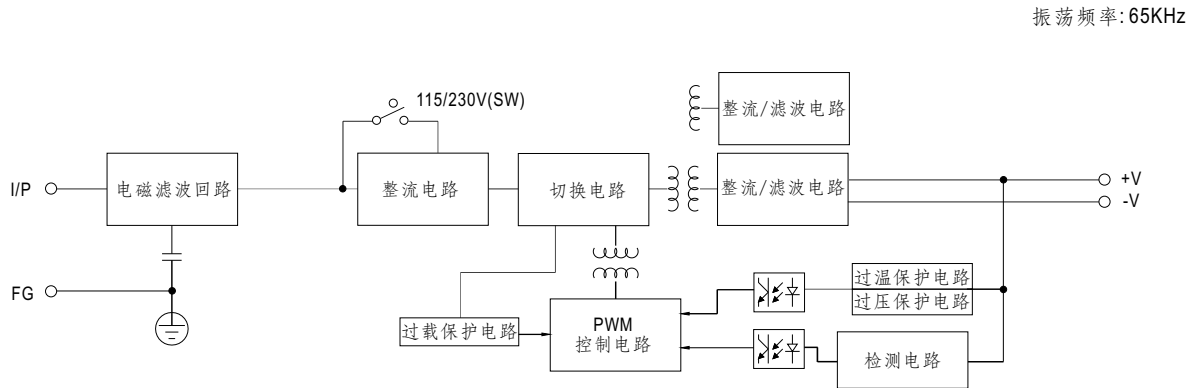 振荡频率: 65KHz
115/230V(SW)
整流/滤波电路
I/P
电磁滤波回路
整流电路
切换电路
整流/滤波电路
+V
-V
FG
过载保护电路
PWM
控制电路
过温保护电路
过压保护电路
检测电路